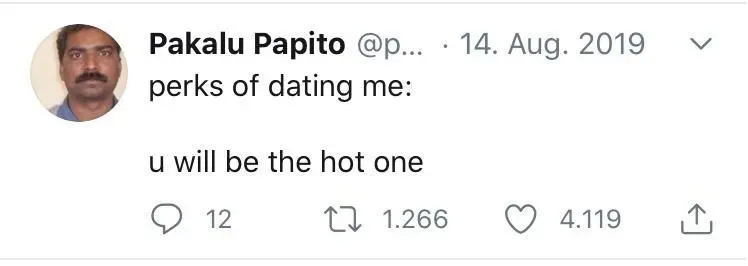 Pakalu Papito @p... · 14. Aug. 2019
perks of dating me:
u will be the hot one
12 1.266 4.119